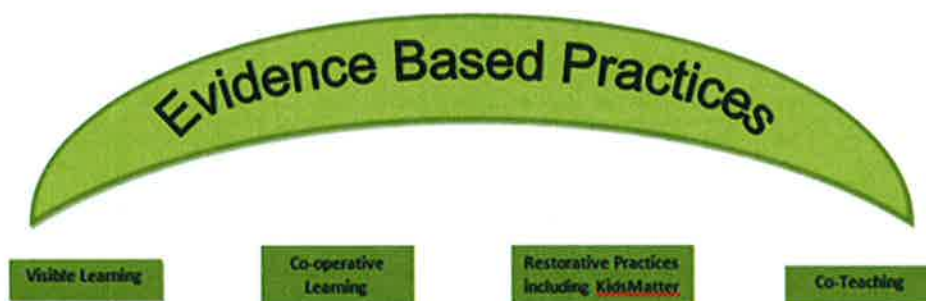 Evidence Based Practices
Visible Learning
Co-operative
Learning
Restorative Practices
including KidsMatter
Co-Teaching